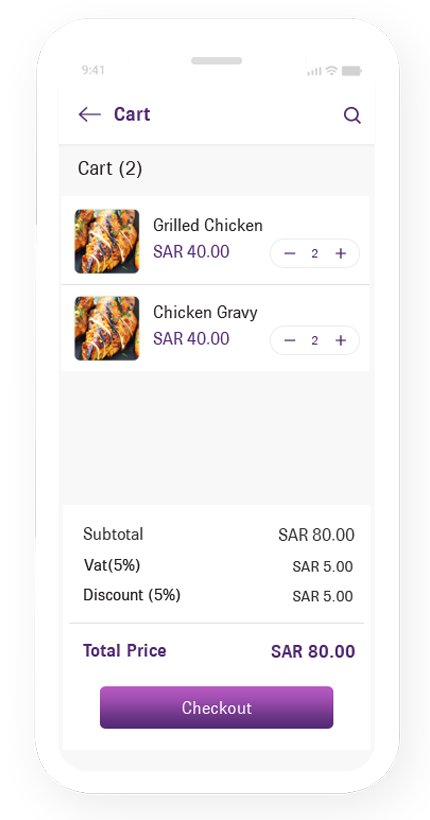 9:41
Cart
Cart (2)
Grilled Chicken
SAR 40.00
2
Chicken Gravy
SAR 40.00
2
Subtotal SAR 80.00
Vat(5%) SAR 5.00
Discount (5%) SAR 5.00
Total Price SAR 80.00
Checkout